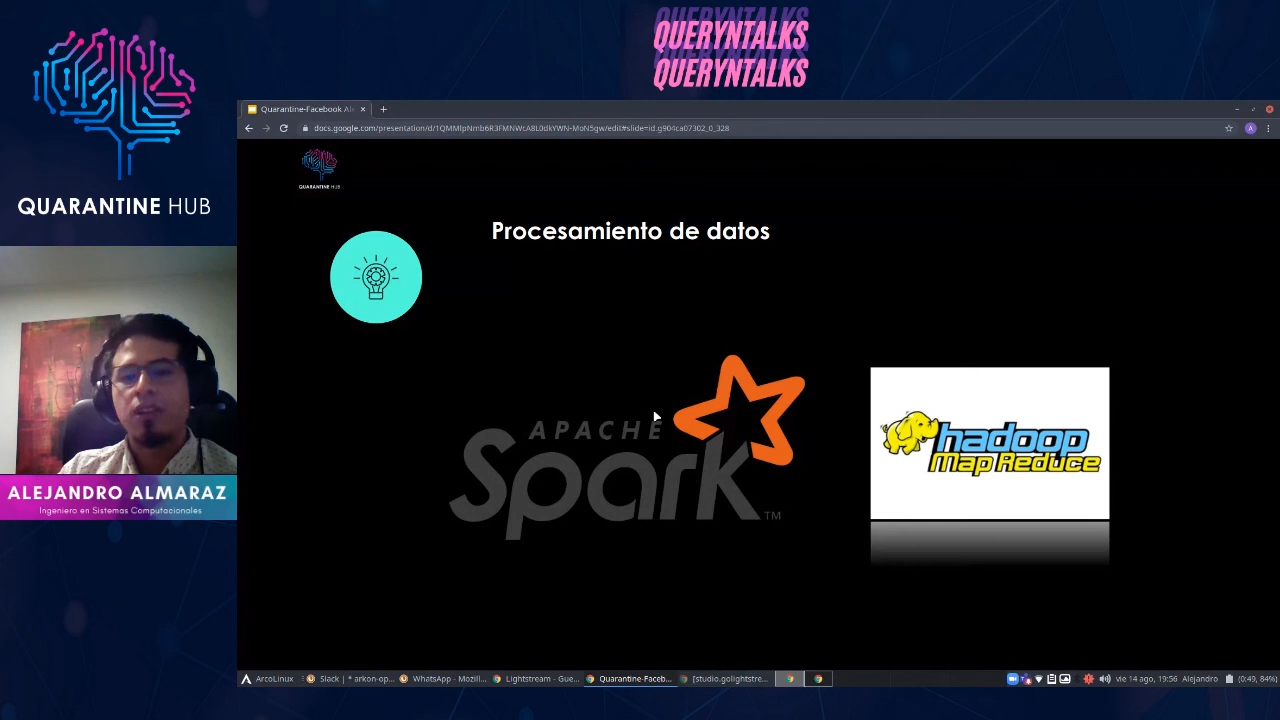 QUERYNTALKS
QUERYNTALKS
QUARANTINE HUB
Quarantine-Facebook Al
docs.google.com/presentation/d/1QMMlpNmb6R3FMNWcA8L0dkYWN-MoN5gw/edit#slide=id.g904ca07302_0_328
QUARANTINE HUB
Procesamiento de datos
APACHE
Spark
TM
hadoop
Map Reduce
ALEJANDRO ALMARAZ
Ingeniero en Sistemas Computacionales
ArcoLinux
Slack | * arkon-op...
WhatsApp - Mozill...
Lightstream - Gue...
Quarantine-Faceb...
[studio.golightstre...
vie 14 ago, 19:56
Alejandro
(0:49, 84%)